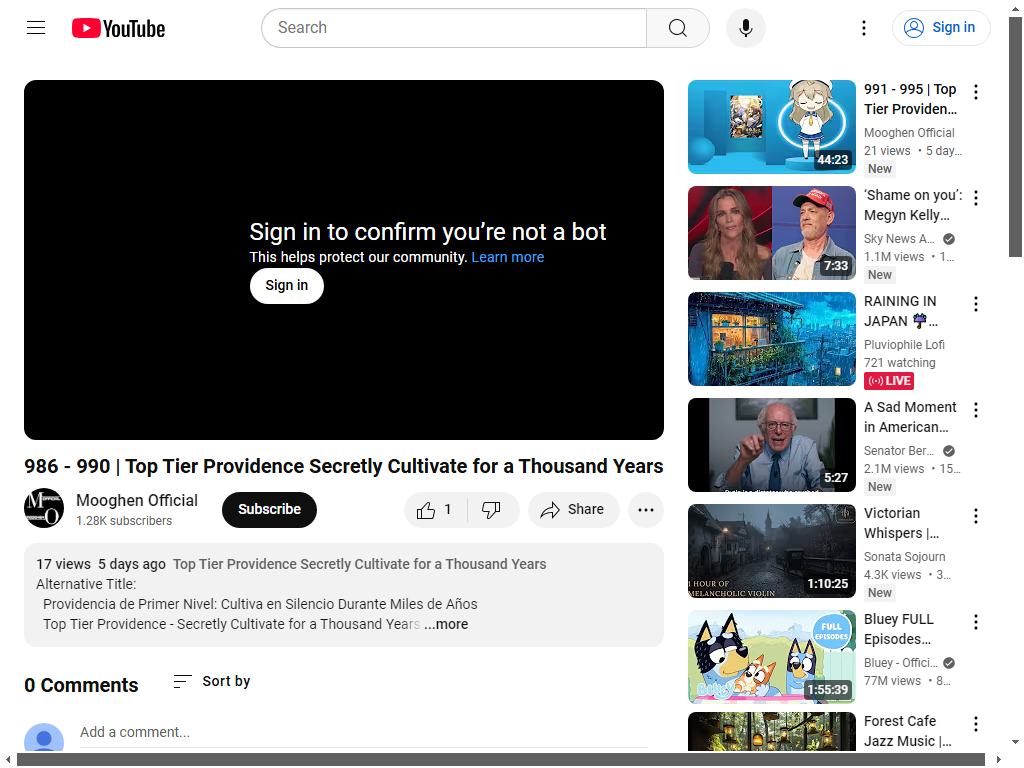 YouTube
Search
Sign in
Sign in to confirm you’re not a bot
This helps protect our community. Learn more
Sign in
986 - 990 | Top Tier Providence Secretly Cultivate for a Thousand Years
Mooghen Official
1.28K subscribers
Subscribe
1
Share
17 views 5 days ago Top Tier Providence Secretly Cultivate for a Thousand Years
Alternative Title:
Providencia de Primer Nivel: Cultiva en Silencio Durante Miles de Años
Top Tier Providence - Secretly Cultivate for a Thousand Years ...more
0 Comments
Sort by
Add a comment...
44:23
991 - 995 | Top
Tier Providen...
Mooghen Official
21 views • 5 day...
New
7:33
‘Shame on you’:
Megyn Kelly...
Sky News A...
1.1M views • 1...
New
RAINING IN
JAPAN ☔...
Pluviophile Lofi
721 watching
LIVE
5:27
A Sad Moment
in American...
Senator Ber...
2.1M views • 15...
New
1 HOUR OF
MELANCHOLIC VIOLIN
1:10:25
Victorian
Whispers |...
Sonata Sojourn
4.3K views • 3...
New
FULL
EPISODES
BLUEY
1:55:39
Bluey FULL
Episodes...
Bluey - Offici...
77M views • 8...
Forest Cafe
Jazz Music |...